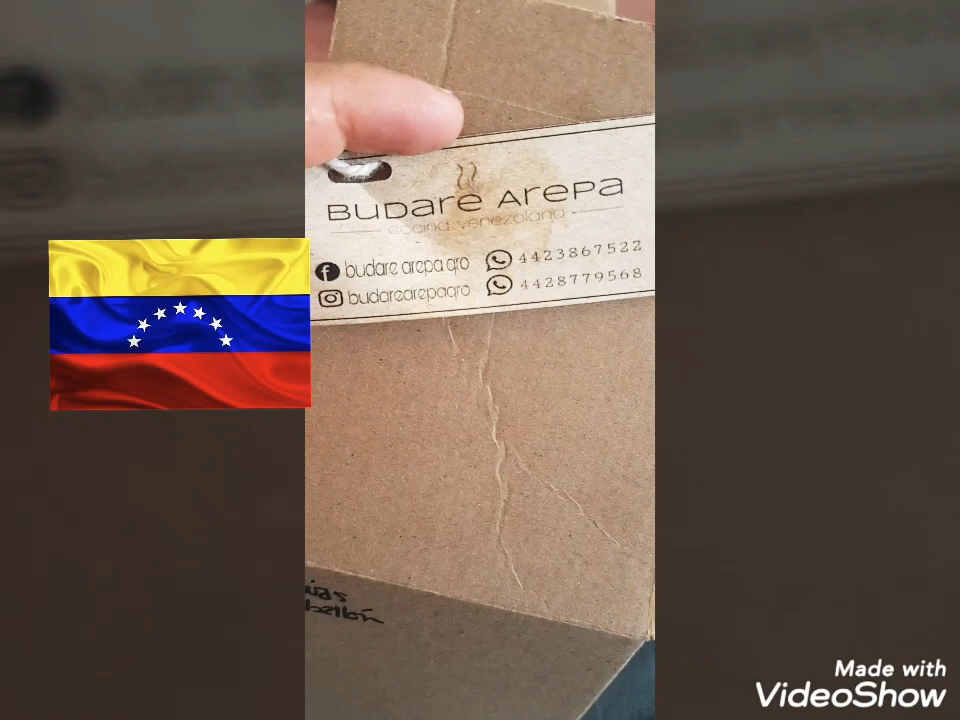 BUDARE AREPA
cocina venezolana
budare arepa qro
4423867522
budarearepaqro
4428779568
Made with
VideoShow